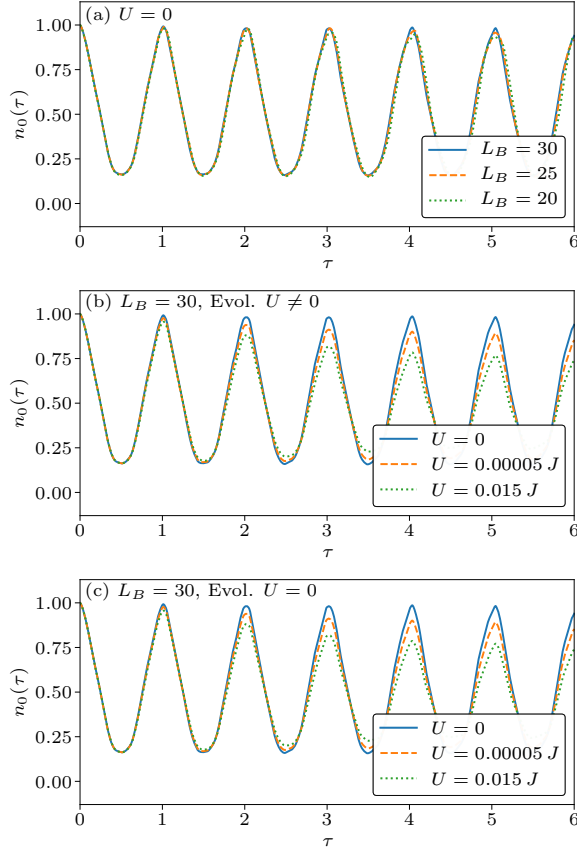 (a) U = 0
n₀(τ)
1.00
0.75
0.50
0.25
0.00
L_B = 30
L_B = 25
L_B = 20
0 1 2 3 4 5 6
τ
(b) L_B = 30, Evol. U ≠ 0
n₀(τ)
1.00
0.75
0.50
0.25
0.00
U = 0
U = 0.00005 J
U = 0.015 J
0 1 2 3 4 5 6
τ
(c) L_B = 30, Evol. U = 0
n₀(τ)
1.00
0.75
0.50
0.25
0.00
U = 0
U = 0.00005 J
U = 0.015 J
0 1 2 3 4 5 6
τ